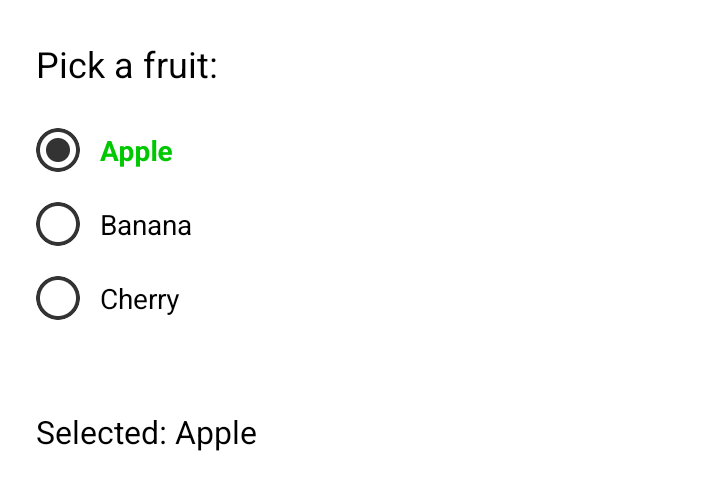 Pick a fruit:
Apple
Banana
Cherry
Selected: Apple